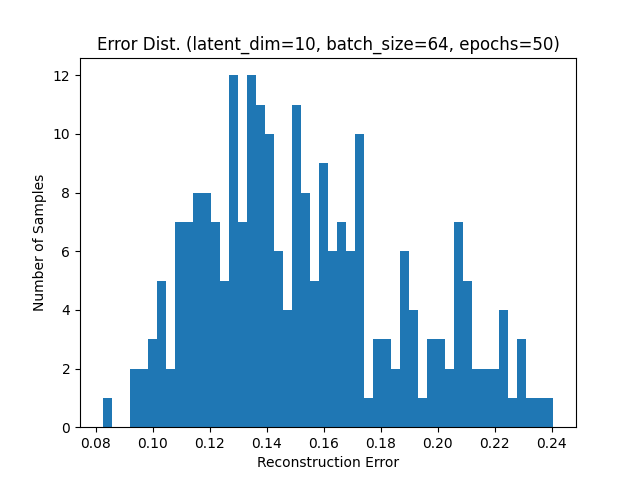 Error Dist. (latent_dim=10, batch_size=64, epochs=50)
12
10
8
6
4
2
0
Number of Samples
0.08 0.10 0.12 0.14 0.16 0.18 0.20 0.22 0.24
Reconstruction Error